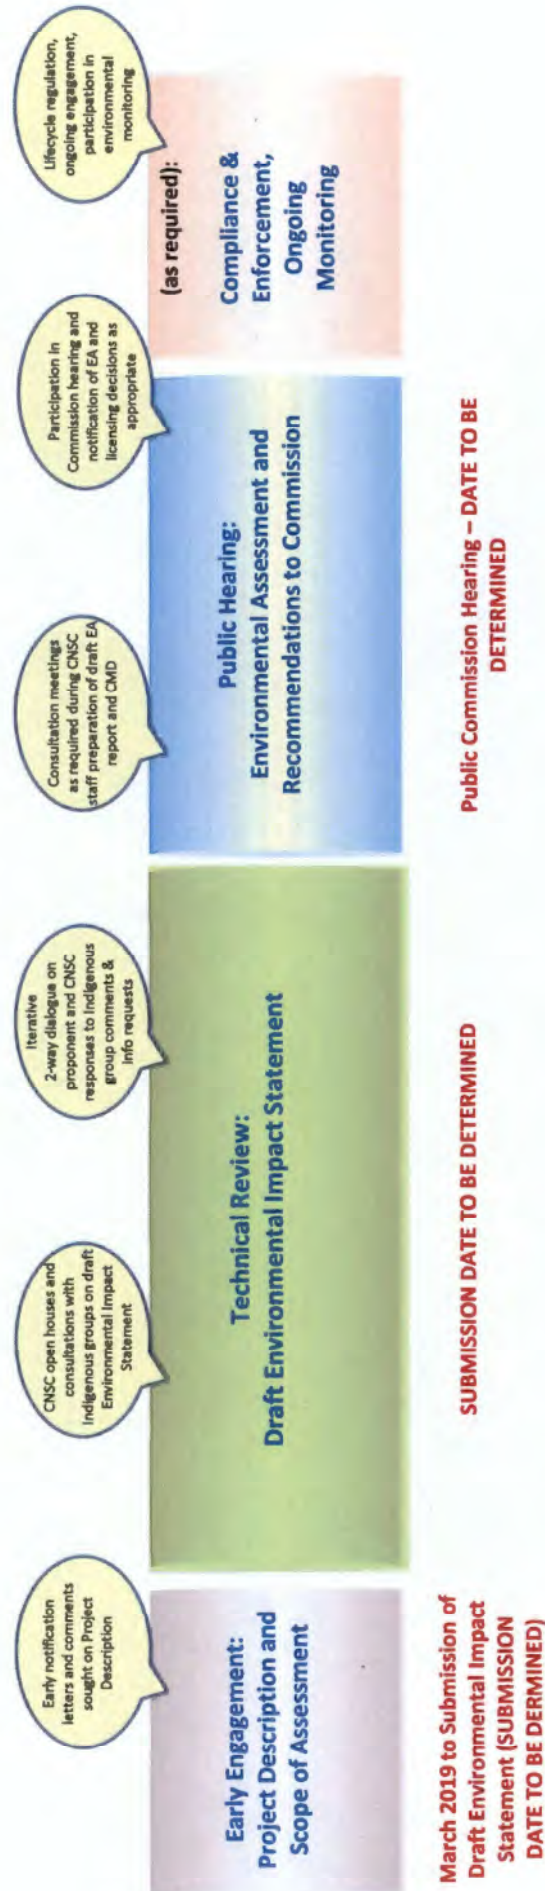 Early notification
letters and comments
sought on Project
Description
CNSC open houses and
consultations with
Indigenous groups on draft
Environmental Impact
Statement
Iterative
2-way dialogue on
proponent and CNSC
responses to Indigenous
group comments &
info requests
Consultation meetings
as required during CNSC
staff preparation of draft EA
report and CMD
Participation in
Commission hearing and
notification of EA and
licensing decisions as
appropriate
Lifecycle regulation,
ongoing engagement,
participation in
environmental
monitoring
Early Engagement:
Project Description and
Scope of Assessment
Technical Review:
Draft Environmental Impact Statement
Public Hearing:
Environmental Assessment and
Recommendations to Commission
(as required):
Compliance &
Enforcement,
Ongoing
Monitoring
March 2019 to Submission of
Draft Environmental Impact
Statement (SUBMISSION
DATE TO BE DERMINED)
SUBMISSION DATE TO BE DETERMINED
Public Commission Hearing – DATE TO BE
DETERMINED